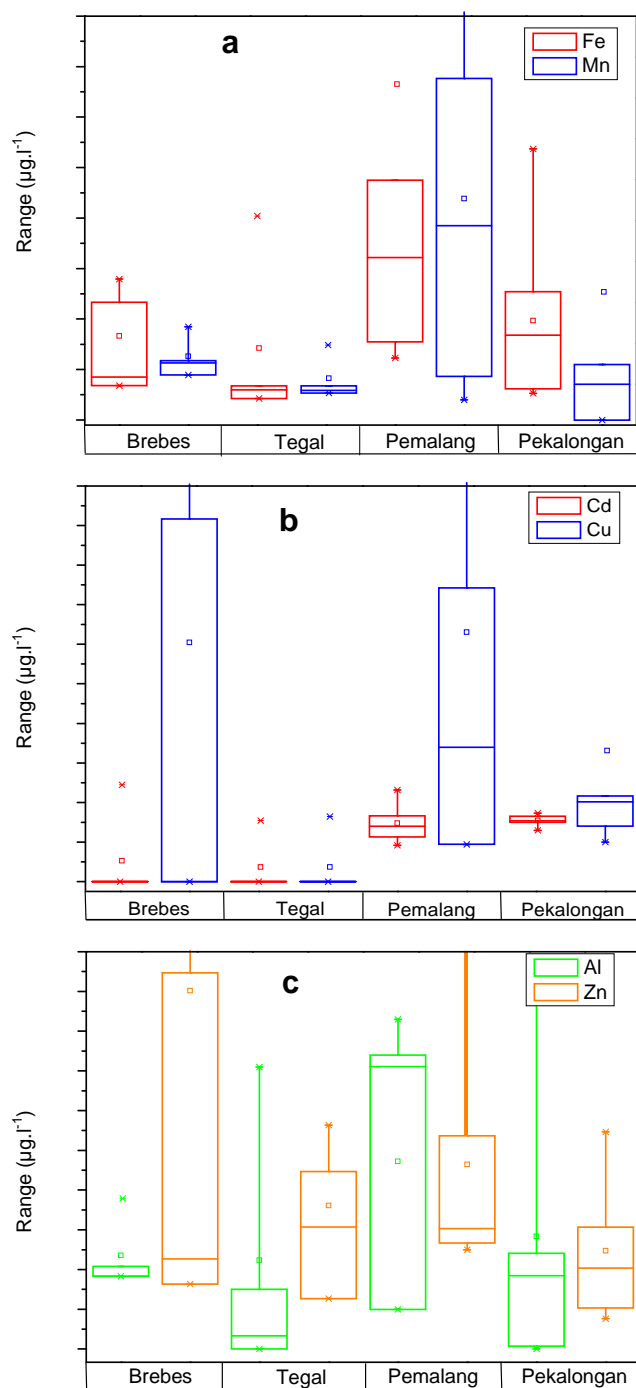 a
Fe
Mn
Range (µg.l⁻¹)
Brebes Tegal Pemalang Pekalongan
b
Cd
Cu
Range (µg.l⁻¹)
Brebes Tegal Pemalang Pekalongan
c
Al
Zn
Range (µg.l⁻¹)
Brebes Tegal Pemalang Pekalongan